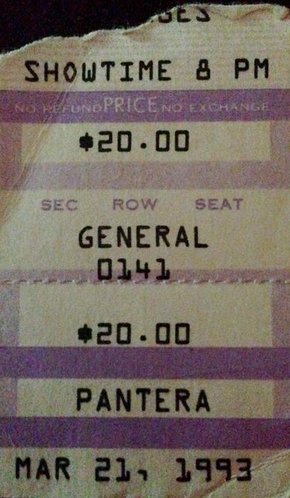 SHOWTIME 8 PM
NO REFUND PRICE NO EXCHANGE
$20.00
SEC ROW SEAT
GENERAL
0141
$20.00
PANTERA
MAR 21, 1993